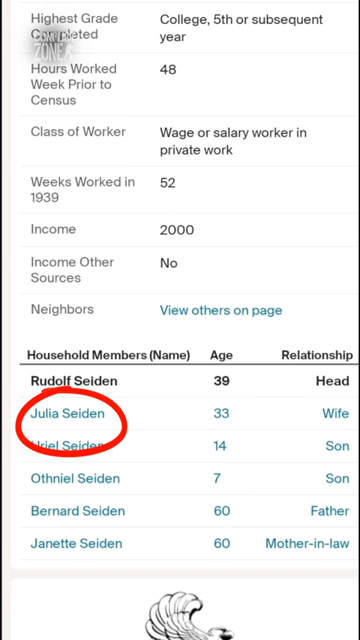 Highest Grade Completed
College, 5th or subsequent year
ZONE
Hours Worked Week Prior to Census
48
Class of Worker
Wage or salary worker in private work
Weeks Worked in 1939
52
Income
2000
Income Other Sources
No
Neighbors
View others on page
Household Members (Name) Age Relationship
Rudolf Seiden 39 Head
Julia Seiden 33 Wife
Uriel Seiden 14 Son
Othniel Seiden 7 Son
Bernard Seiden 60 Father
Janette Seiden 60 Mother-in-law